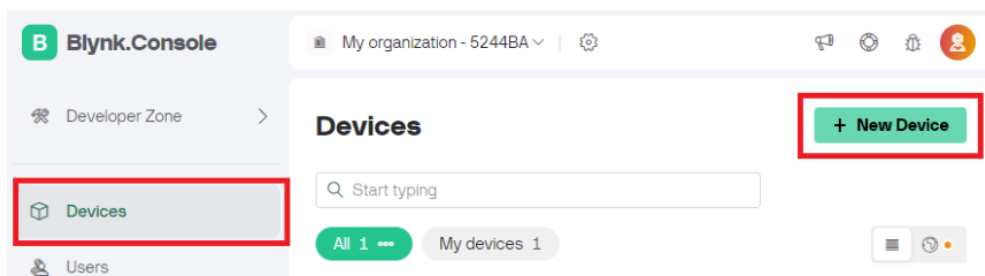 B Blynk.Console
My organization - 5244BA
Developer Zone
Devices
+ New Device
Devices
Start typing
All 1
My devices 1
Users